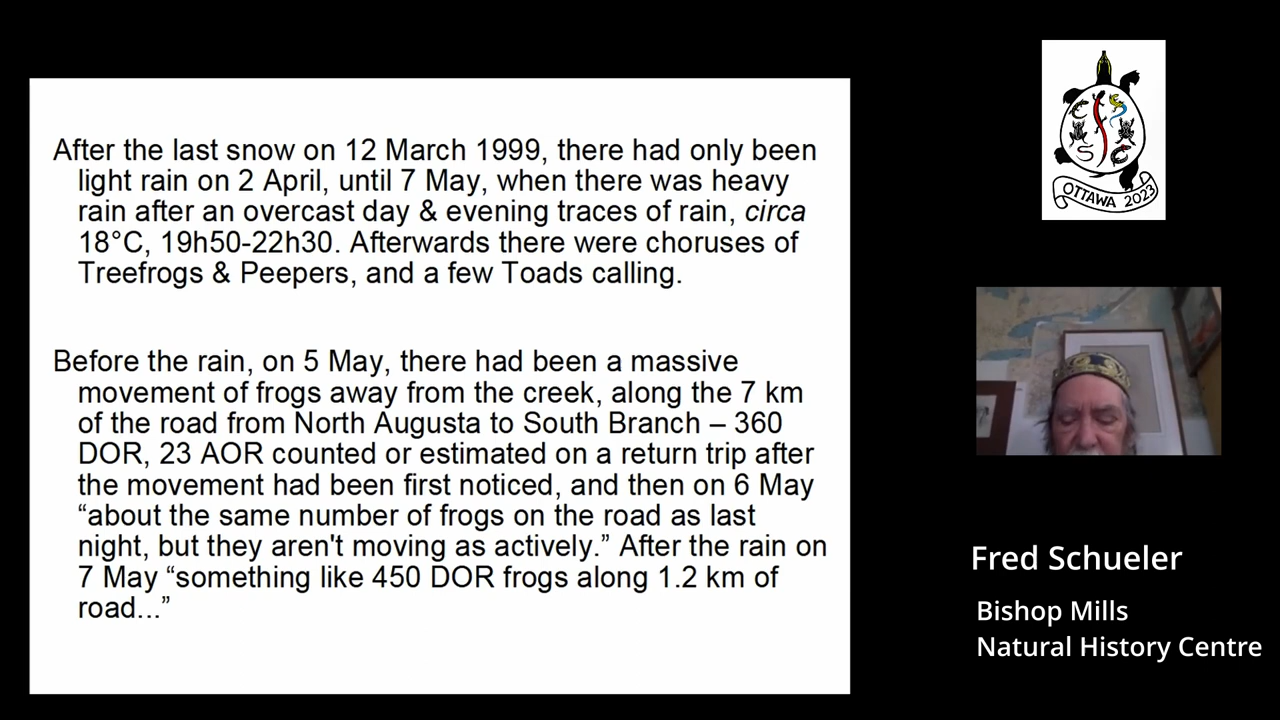 After the last snow on 12 March 1999, there had only been
light rain on 2 April, until 7 May, when there was heavy
rain after an overcast day & evening traces of rain, circa
18°C, 19h50-22h30. Afterwards there were choruses of
Treefrogs & Peepers, and a few Toads calling.
Before the rain, on 5 May, there had been a massive
movement of frogs away from the creek, along the 7 km
of the road from North Augusta to South Branch – 360
DOR, 23 AOR counted or estimated on a return trip after
the movement had been first noticed, and then on 6 May
“about the same number of frogs on the road as last
night, but they aren't moving as actively.” After the rain on
7 May “something like 450 DOR frogs along 1.2 km of
road...”
OTTAWA 2023
Fred Schueler
Bishop Mills
Natural History Centre